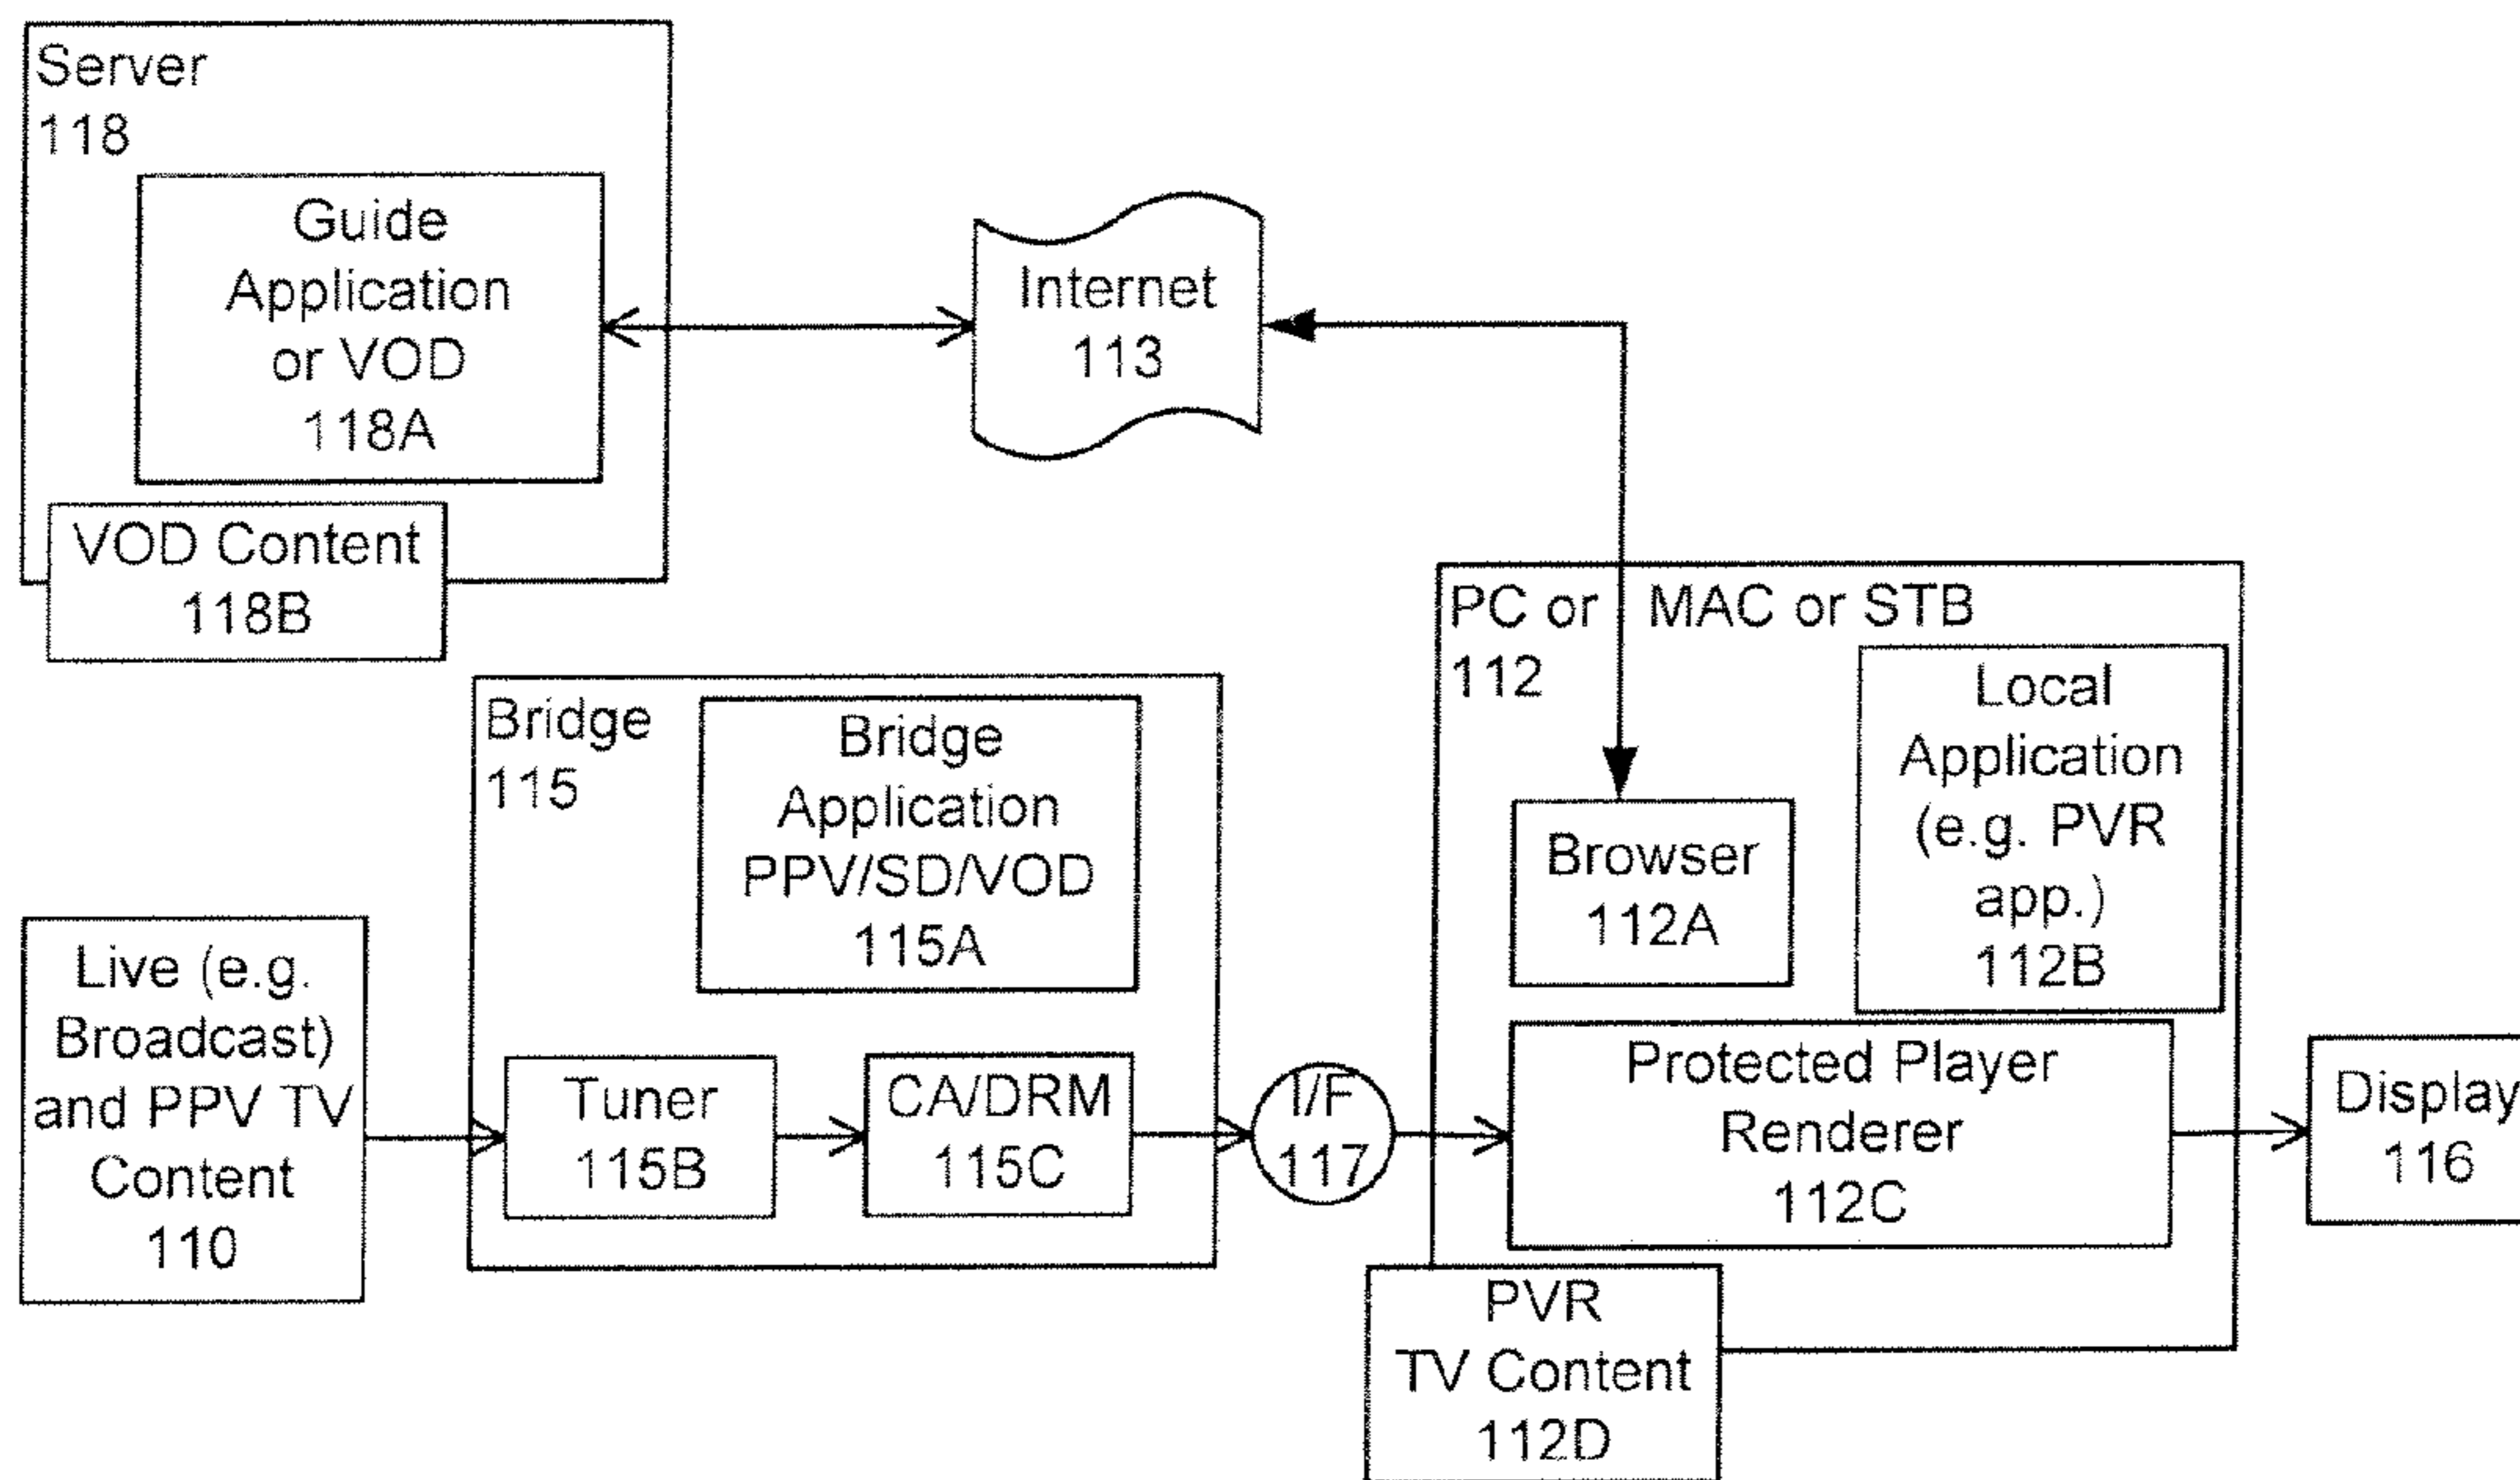 Server
118
Guide
Application
or VOD
118A
VOD Content
118B
Internet
113
PC or MAC or STB
112
Browser
112A
Local
Application
(e.g. PVR
app.)
112B
Bridge
115
Bridge
Application
PPV/SD/VOD
115A
Live (e.g.
Broadcast)
and PPV TV
Content
110
Tuner
115B
CA/DRM
115C
I/F
117
Protected Player
Renderer
112C
Display
116
PVR
TV Content
112D